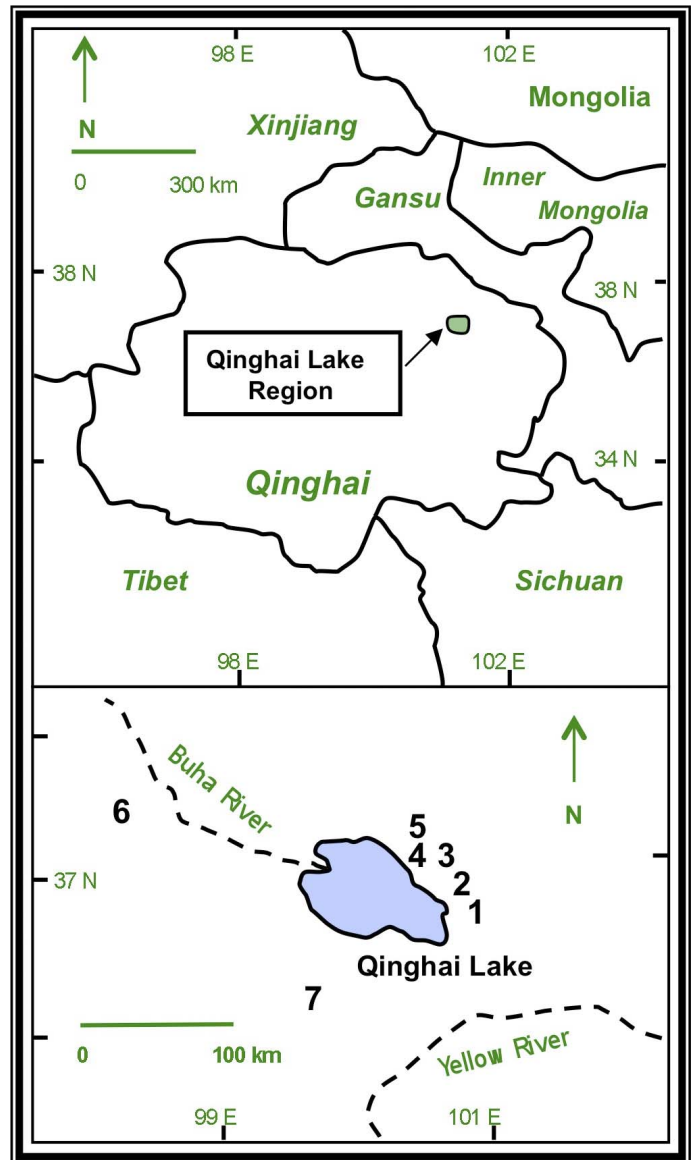 98 E
102 E
Mongolia
N
Xinjiang
0
300 km
Gansu
Inner
Mongolia
38 N
38 N
Qinghai Lake
Region
34 N
Qinghai
Tibet
Sichuan
98 E
102 E
Buha River
6
N
5
4
3
2
1
37 N
Qinghai Lake
7
0
100 km
Yellow River
99 E
101 E